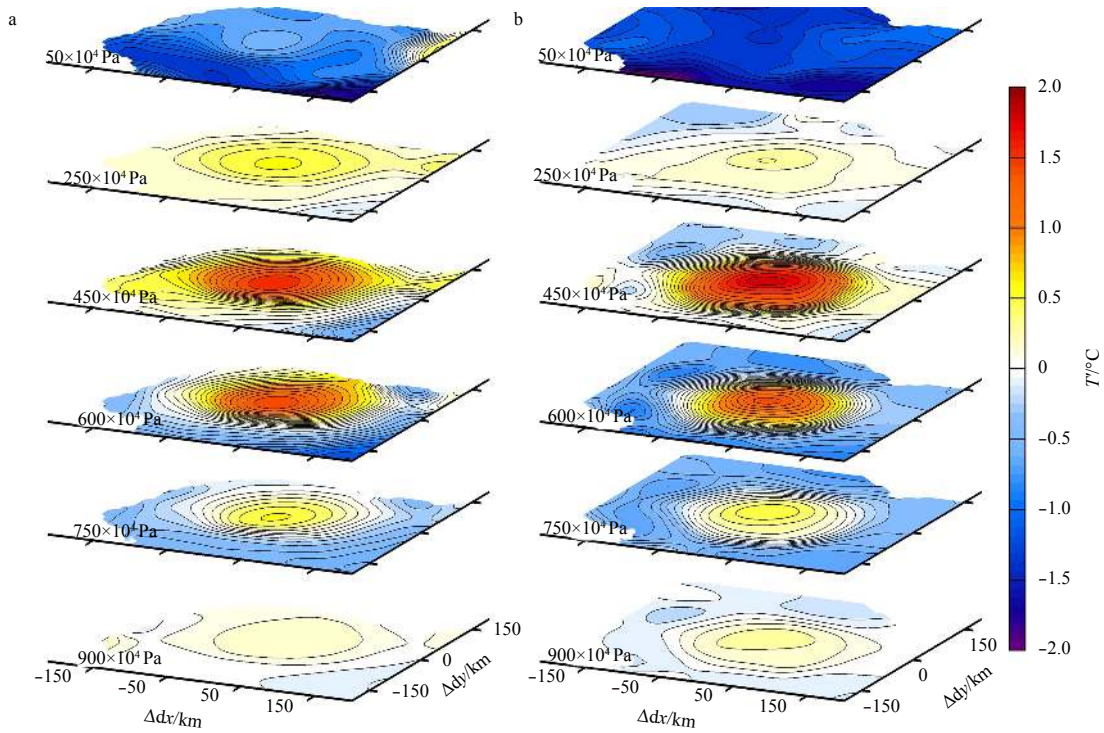 a
b
50×10⁴ Pa
50×10⁴ Pa
250×10⁴ Pa
250×10⁴ Pa
450×10⁴ Pa
450×10⁴ Pa
600×10⁴ Pa
600×10⁴ Pa
750×10⁴ Pa
750×10⁴ Pa
900×10⁴ Pa
900×10⁴ Pa
−150
−50
50
150
Δdx/km
−150
0
150
Δdy/km
−150
−50
50
150
Δdx/km
−150
0
150
Δdy/km
2.0
1.5
1.0
0.5
0
−0.5
−1.0
−1.5
−2.0
T′/°C